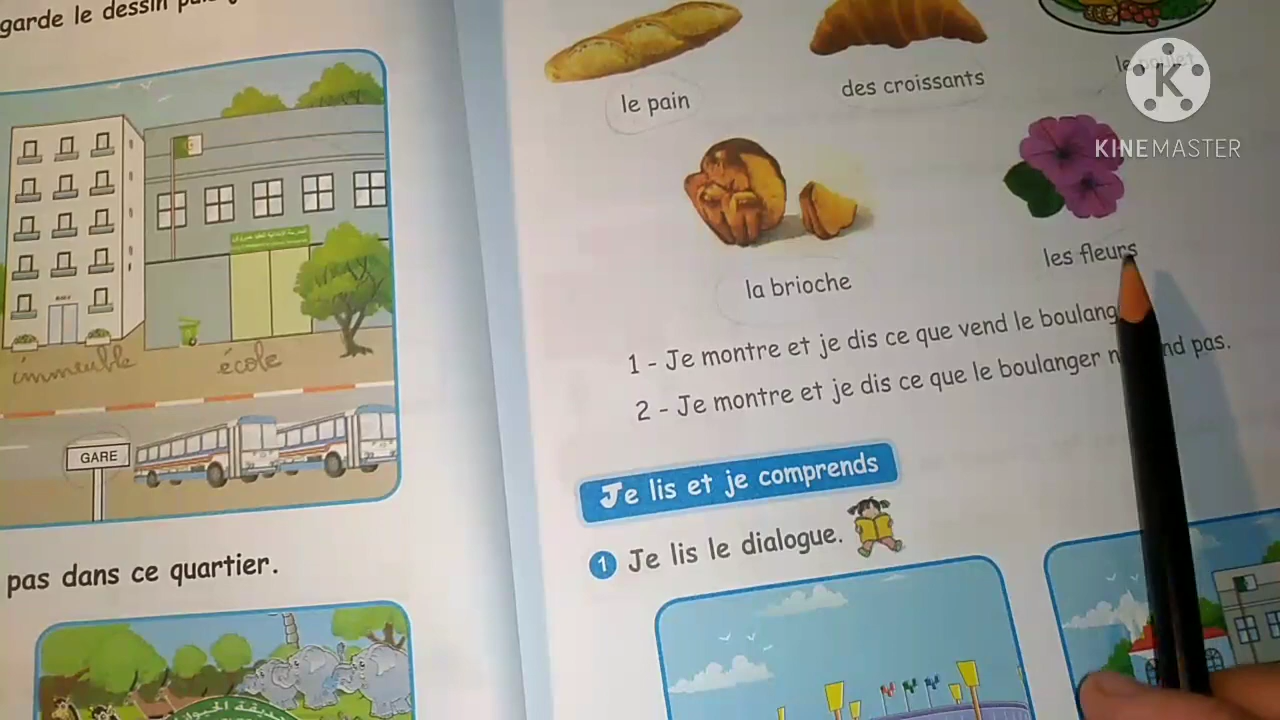 garde le dessin
immeuble
école
GARE
pas dans ce quartier.
le pain
des croissants
KINEMASTER
la brioche
les fleurs
1 - Je montre et je dis ce que vend le
2 - Je montre et je dis ce que le boulanger pas.
Je lis et je comprends
1 Je lis le dialogue.